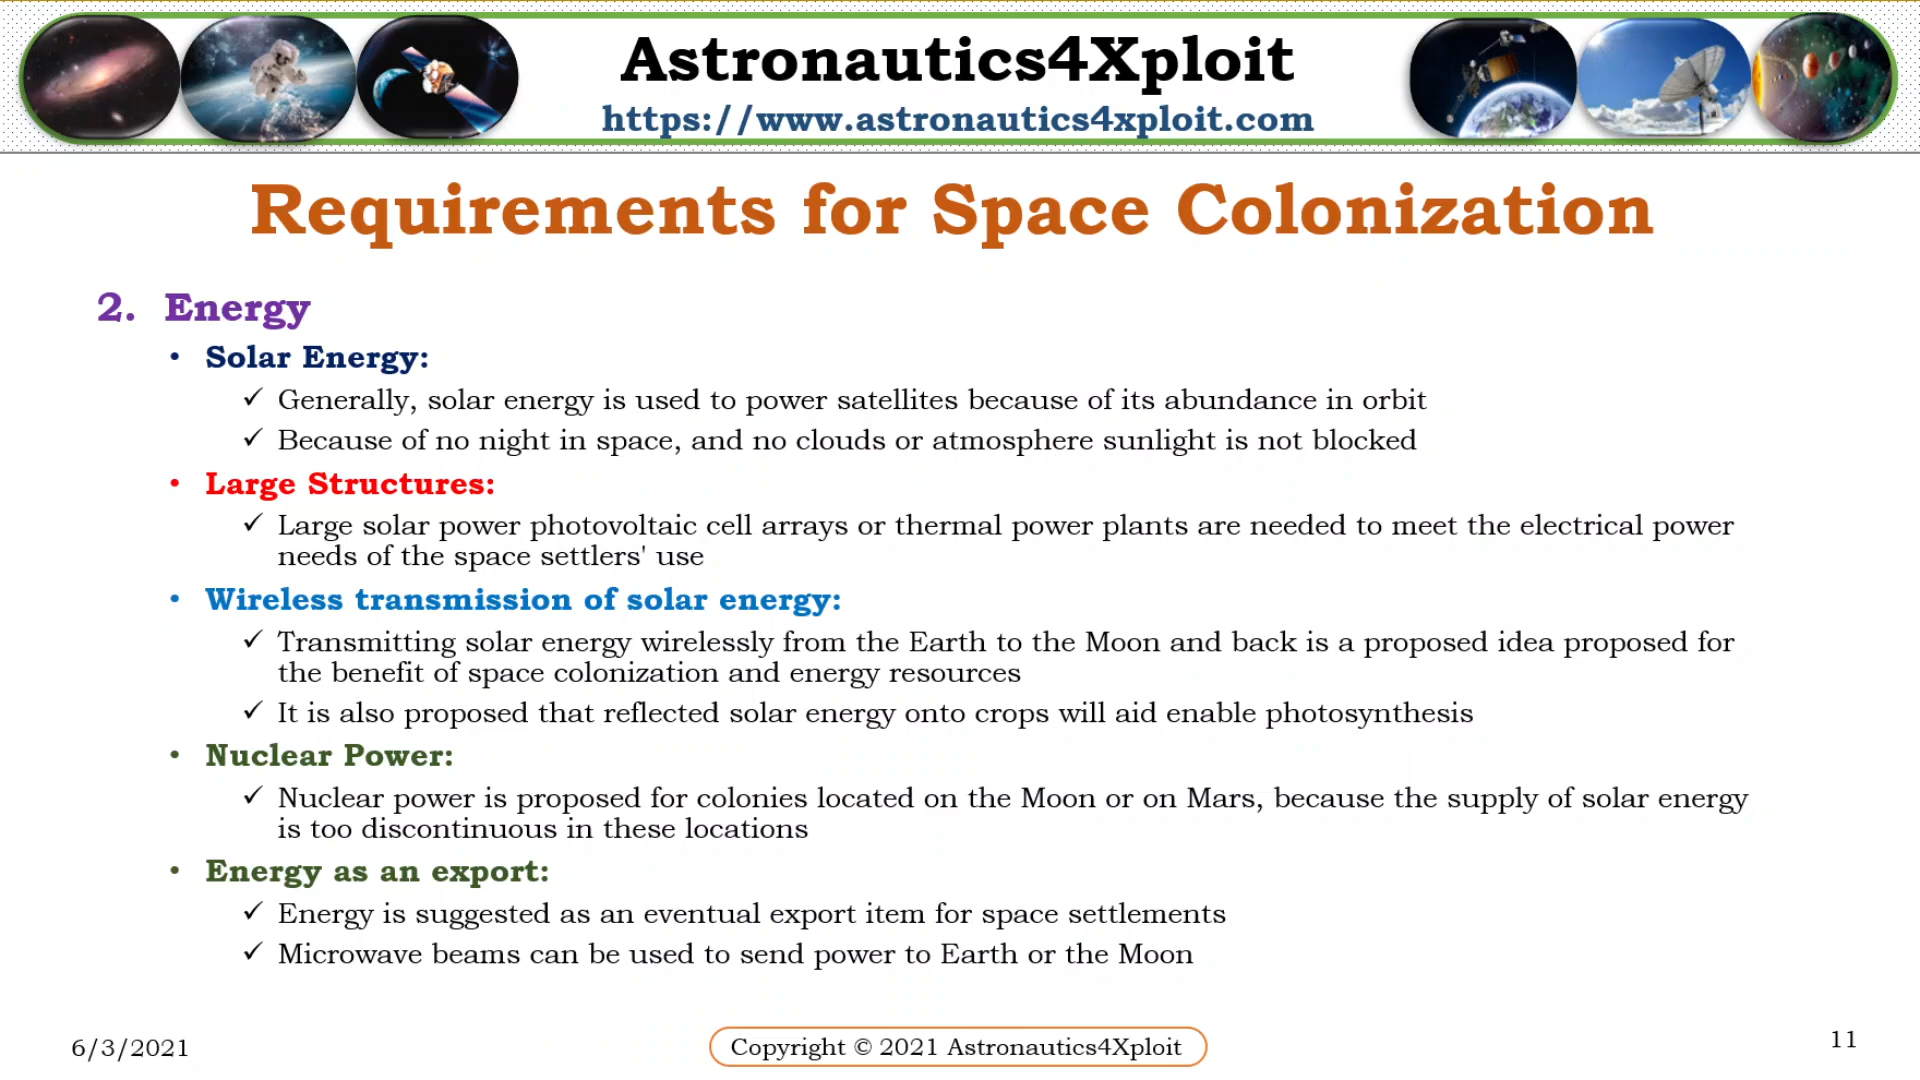 Astronautics4Xploit
https://www.astronautics4xploit.com
Requirements for Space Colonization
2. Energy
• Solar Energy:
✓ Generally, solar energy is used to power satellites because of its abundance in orbit
✓ Because of no night in space, and no clouds or atmosphere sunlight is not blocked
• Large Structures:
✓ Large solar power photovoltaic cell arrays or thermal power plants are needed to meet the electrical power
needs of the space settlers' use
• Wireless transmission of solar energy:
✓ Transmitting solar energy wirelessly from the Earth to the Moon and back is a proposed idea proposed for
the benefit of space colonization and energy resources
✓ It is also proposed that reflected solar energy onto crops will aid enable photosynthesis
• Nuclear Power:
✓ Nuclear power is proposed for colonies located on the Moon or on Mars, because the supply of solar energy
is too discontinuous in these locations
• Energy as an export:
✓ Energy is suggested as an eventual export item for space settlements
✓ Microwave beams can be used to send power to Earth or the Moon
6/3/2021
Copyright © 2021 Astronautics4Xploit
11